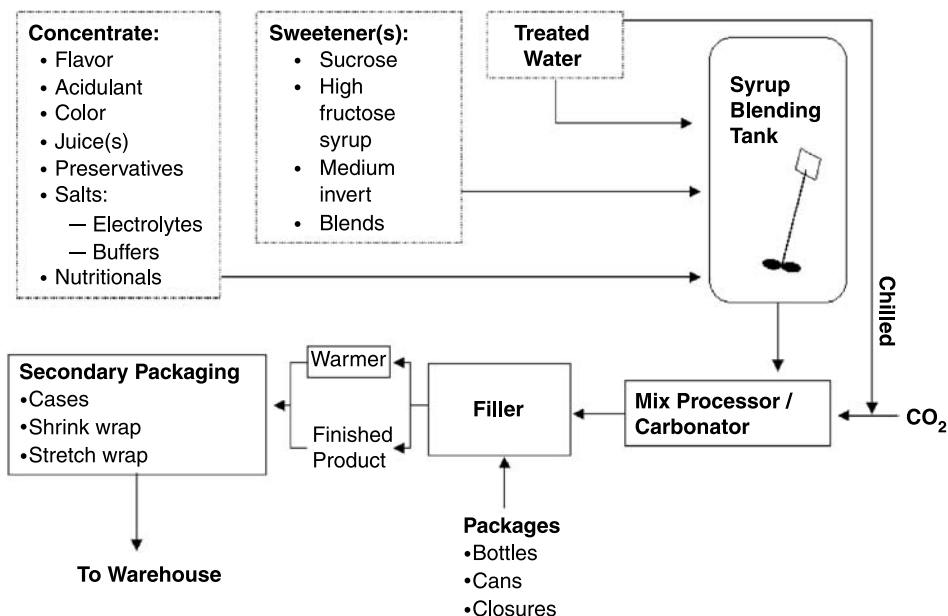 Concentrate:
• Flavor
• Acidulant
• Color
• Juice(s)
• Preservatives
• Salts:
— Electrolytes
— Buffers
• Nutritionals
Sweetener(s):
• Sucrose
• High
fructose
syrup
• Medium
invert
• Blends
Treated
Water
Syrup
Blending
Tank
Chilled
CO₂
Mix Processor /
Carbonator
Filler
Packages
•Bottles
•Cans
•Closures
Warmer
Finished
Product
Secondary Packaging
•Cases
•Shrink wrap
•Stretch wrap
To Warehouse